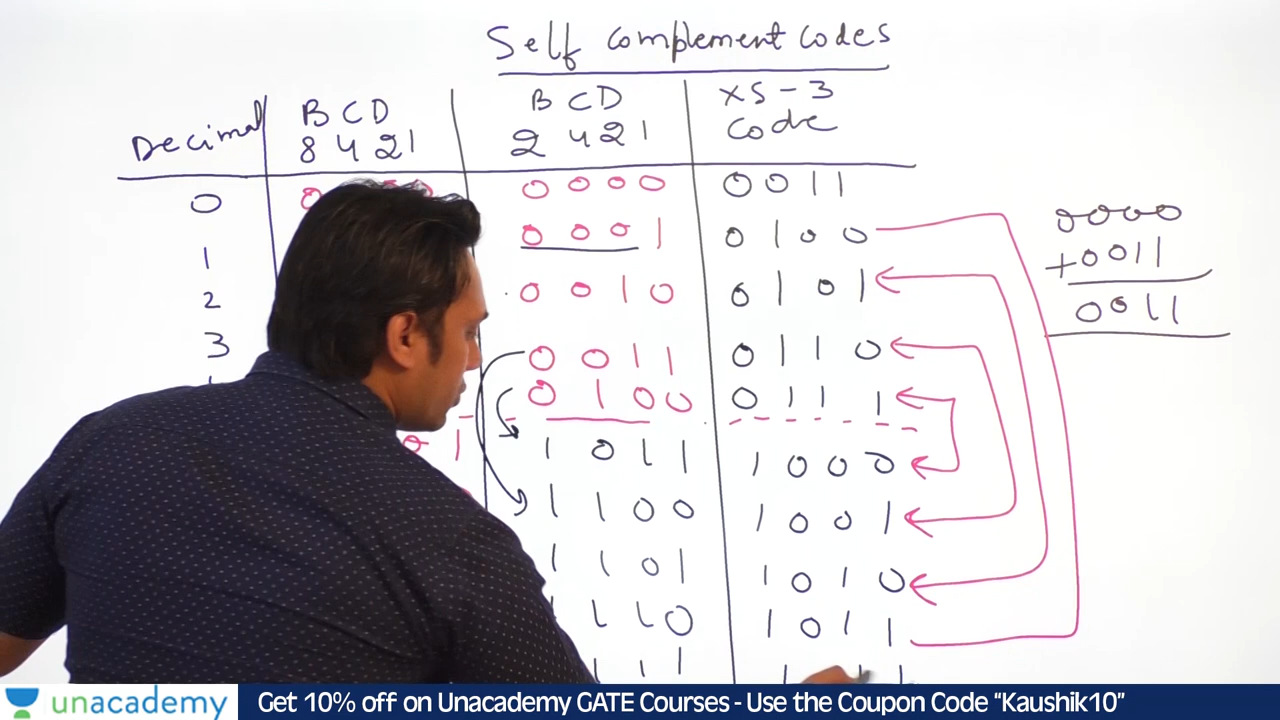 Self complement codes
Decimal BCD 8421 BCD 2421 XS-3 Code
0 0000 0011
1 0001 0100
2 0010 0101
3 0011 0110
0100 0111
1011 1000
1100 1001
1101 1010
110 1011
111
0000
+0011
0011
unacademy
Get 10% off on Unacademy GATE Courses - Use the Coupon Code “Kaushik10”